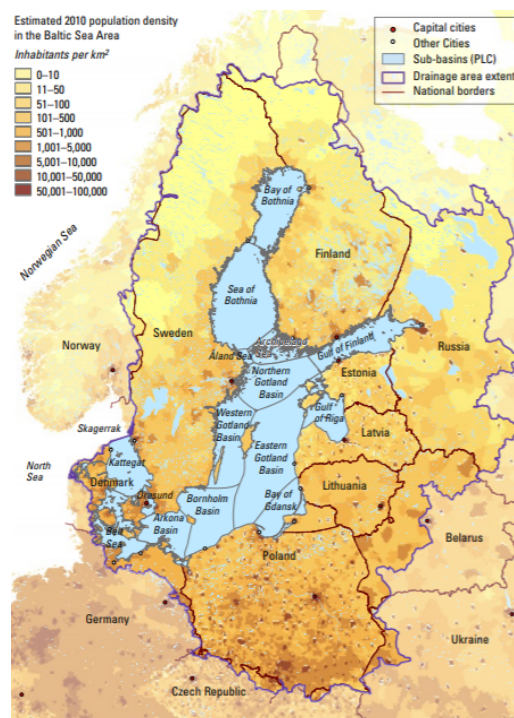 Estimated 2010 population density
in the Baltic Sea Area
Inhabitants per km²
0–10
11–50
51–100
101–500
501–1,000
1,001–5,000
5,001–10,000
10,001–50,000
50,001–100,000
Capital cities
Other Cities
Sub-basins (PLC)
Drainage area extent
National borders
Norwegian Sea
Bay of
Bothnia
Finland
Sea of
Bothnia
Sweden
Archipelago
Sea
Gulf of Finland
Russia
Norway
Åland Sea
Northern
Gotland
Basin
Estonia
Western
Gotland
Basin
Gulf
of Riga
Skagerrak
Latvia
North
Sea
Kattegat
Eastern
Gotland
Basin
Denmark
Lithuania
Öresund
Bornholm
Basin
Bay of
Gdansk
Arkona
Basin
Belt
Sea
Belarus
Poland
Germany
Ukraine
Czech Republic